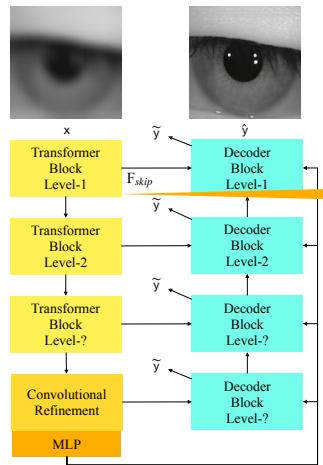 x
ŷ
ỹ
Transformer
Block
Level-1
F_skip
Decoder
Block
Level-1
ỹ
Transformer
Block
Level-2
Decoder
Block
Level-2
ỹ
Transformer
Block
Level-?
Decoder
Block
Level-?
ỹ
Convolutional
Refinement
Decoder
Block
Level-?
MLP